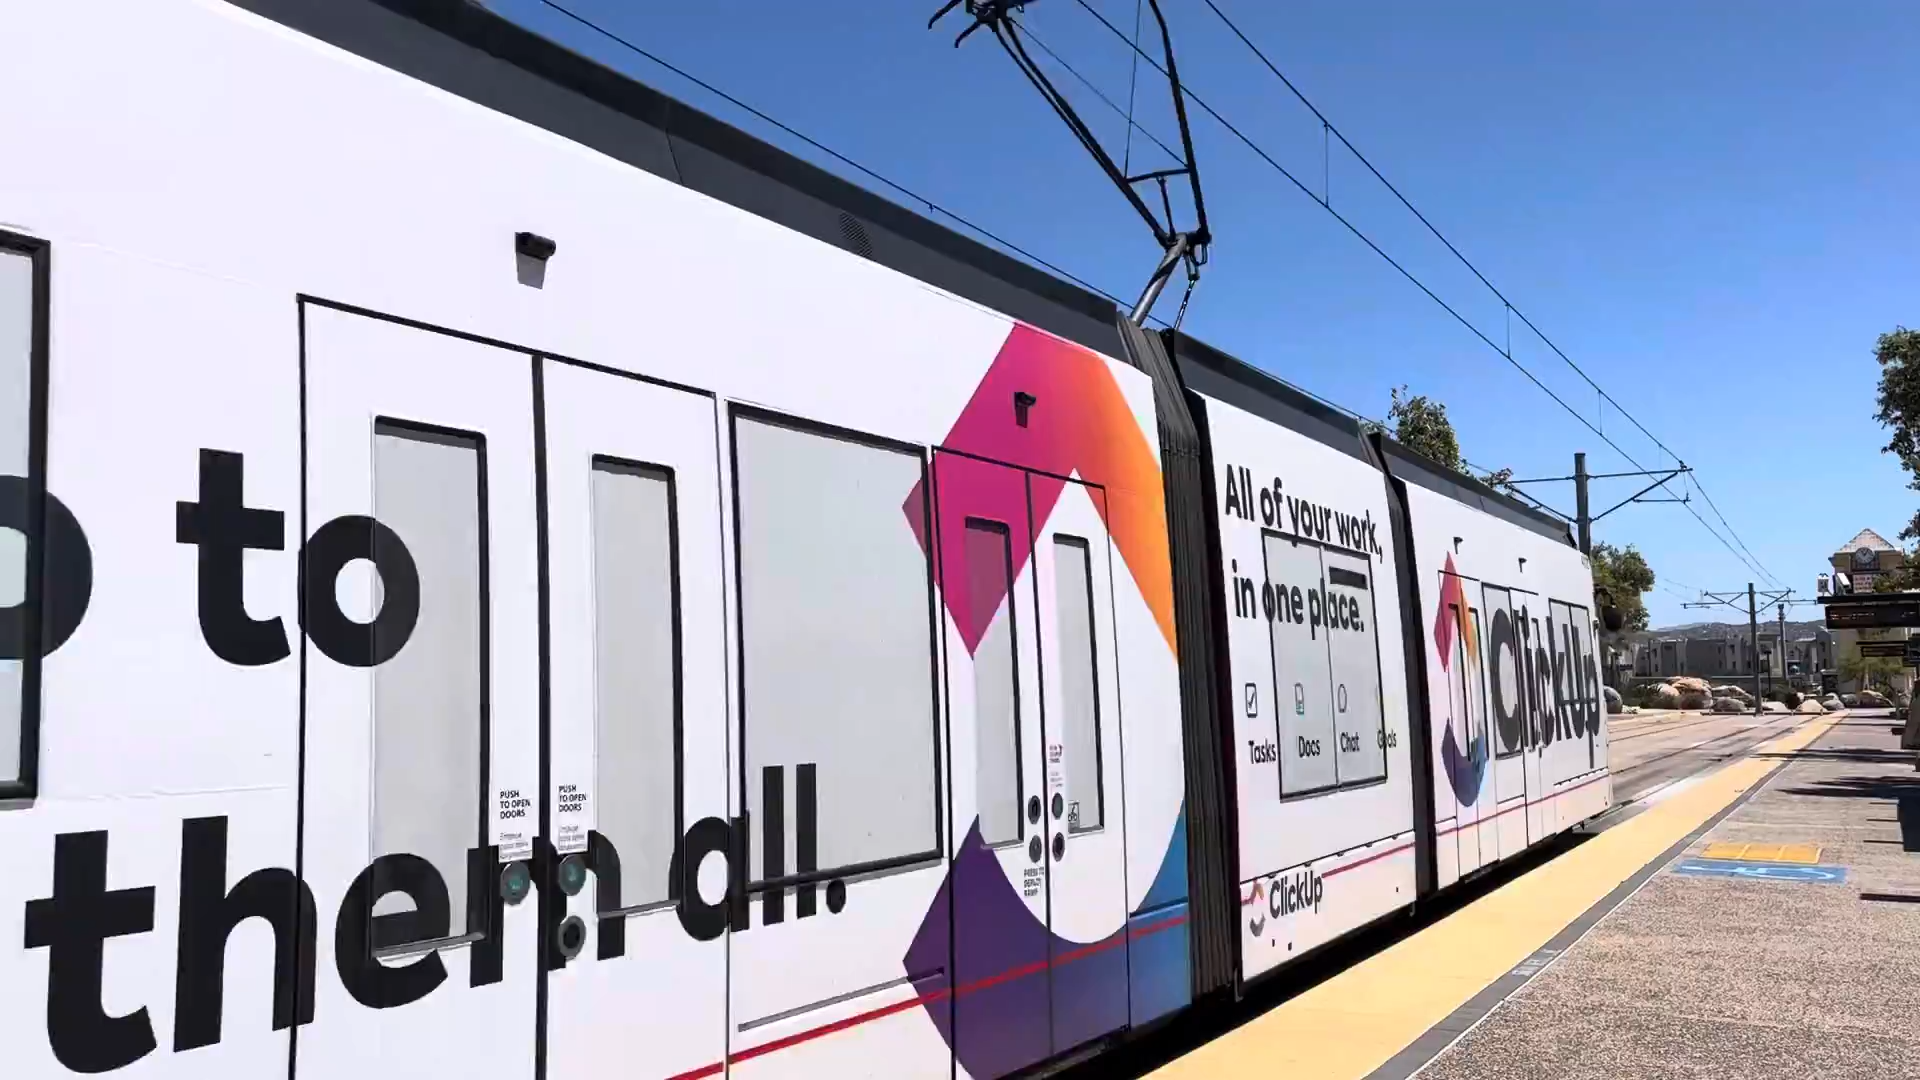 to
them all.
PUSH
TO OPEN
DOORS
PUSH
TO OPEN
DOORS
All of your work,
in one place.
Tasks Docs Chat Goals
ClickUp
ClickUp